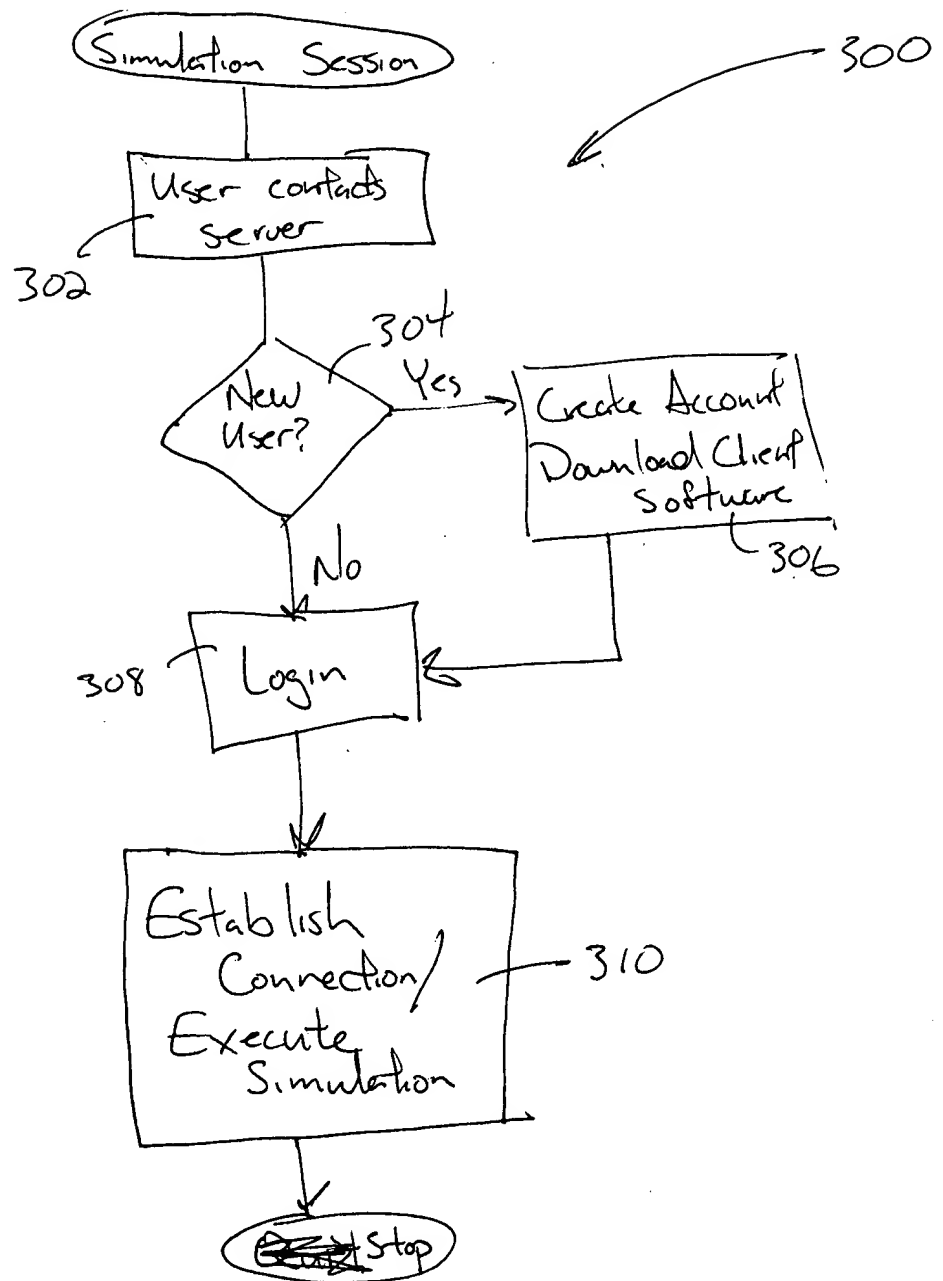 Simulation Session
300
User contacts
server
302
304
New
User?
Yes
Create Account
Download Client
Software
306
No
308
Login
Establish
Connection/
Execute
Simulation
310
Stop